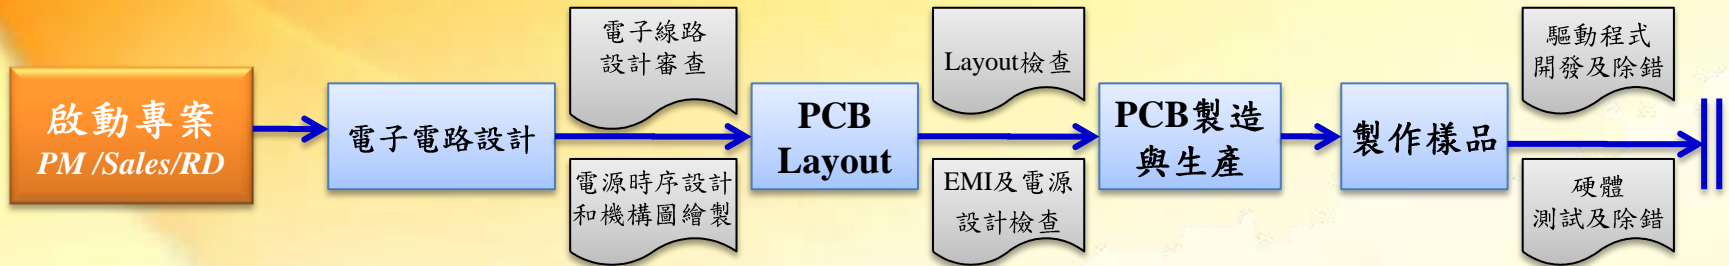 啟動專案
PM /Sales/RD
電子電路設計
電子線路
設計審查
電源時序設計
和機構圖繪製
PCB
Layout
Layout檢查
EMI及電源
設計檢查
PCB製造
與生產
製作樣品
驅動程式
開發及除錯
硬體
測試及除錯